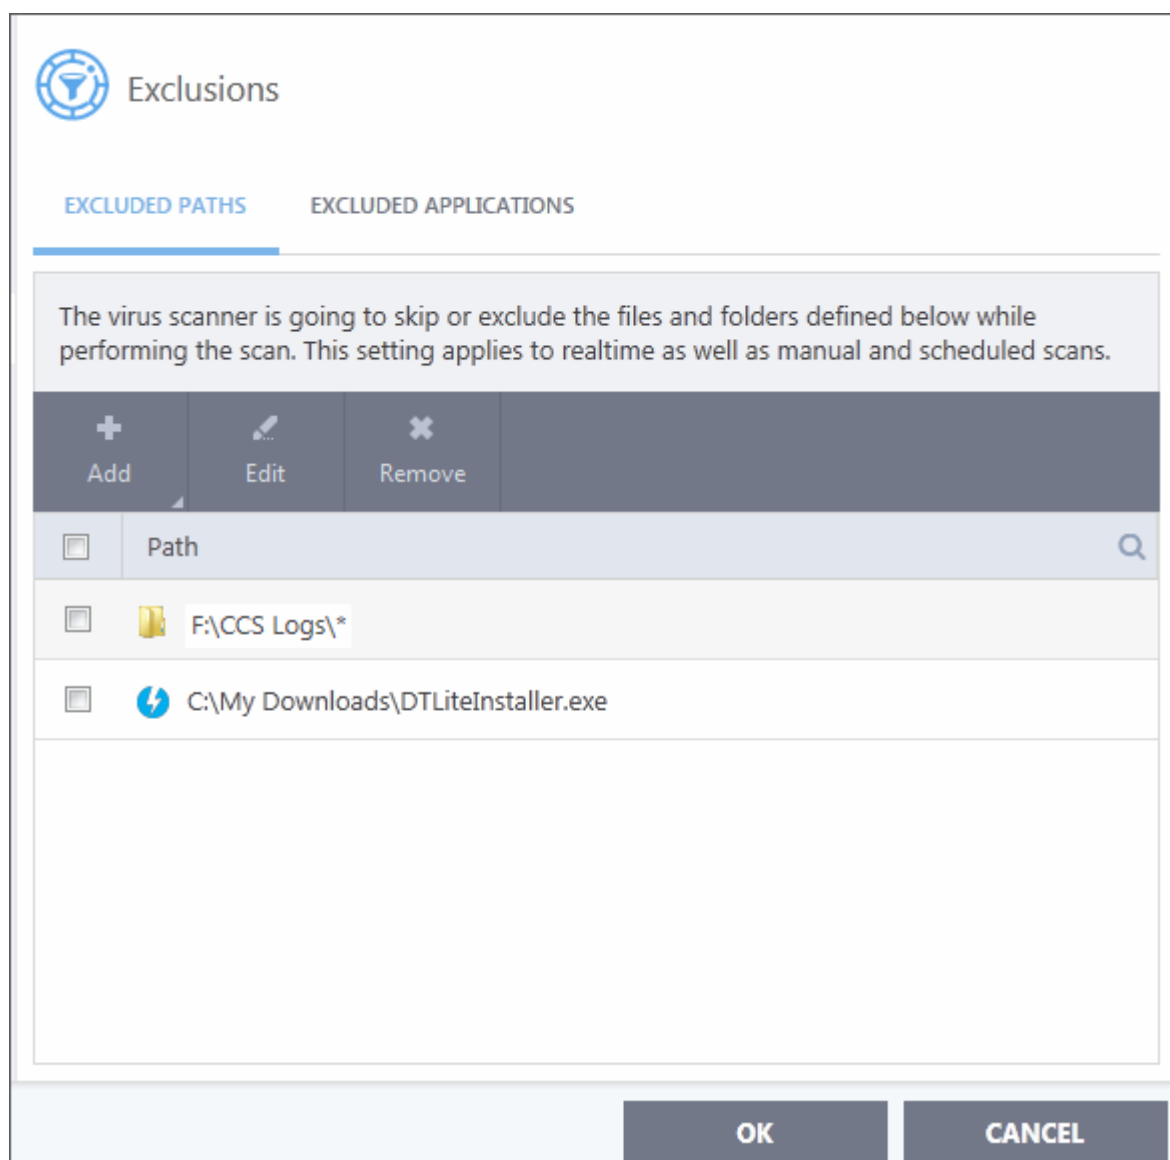 Exclusions
EXCLUDED PATHS EXCLUDED APPLICATIONS
The virus scanner is going to skip or exclude the files and folders defined below while
performing the scan. This setting applies to realtime as well as manual and scheduled scans.
Add Edit Remove
Path
F:\CCS Logs\*
C:\My Downloads\DTLiteInstaller.exe
OK CANCEL